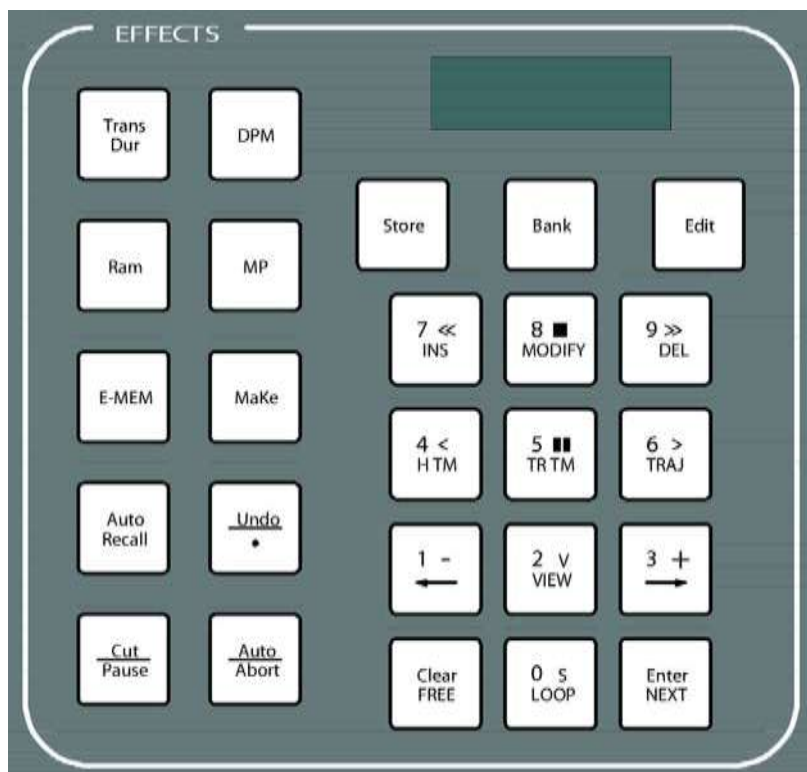 EFFECTS
Trans
Dur
DPM
Ram
MP
E-MEM
MaKe
Auto
Recall
Undo
•
Cut
Pause
Auto
Abort
Store
Bank
Edit
7 «
INS
8 ■
MODIFY
9 »
DEL
4 <
H TM
5 ▮▮
TR TM
6 >
TRAJ
1 -
←
2 V
VIEW
3 +
→
Clear
FREE
0 S
LOOP
Enter
NEXT